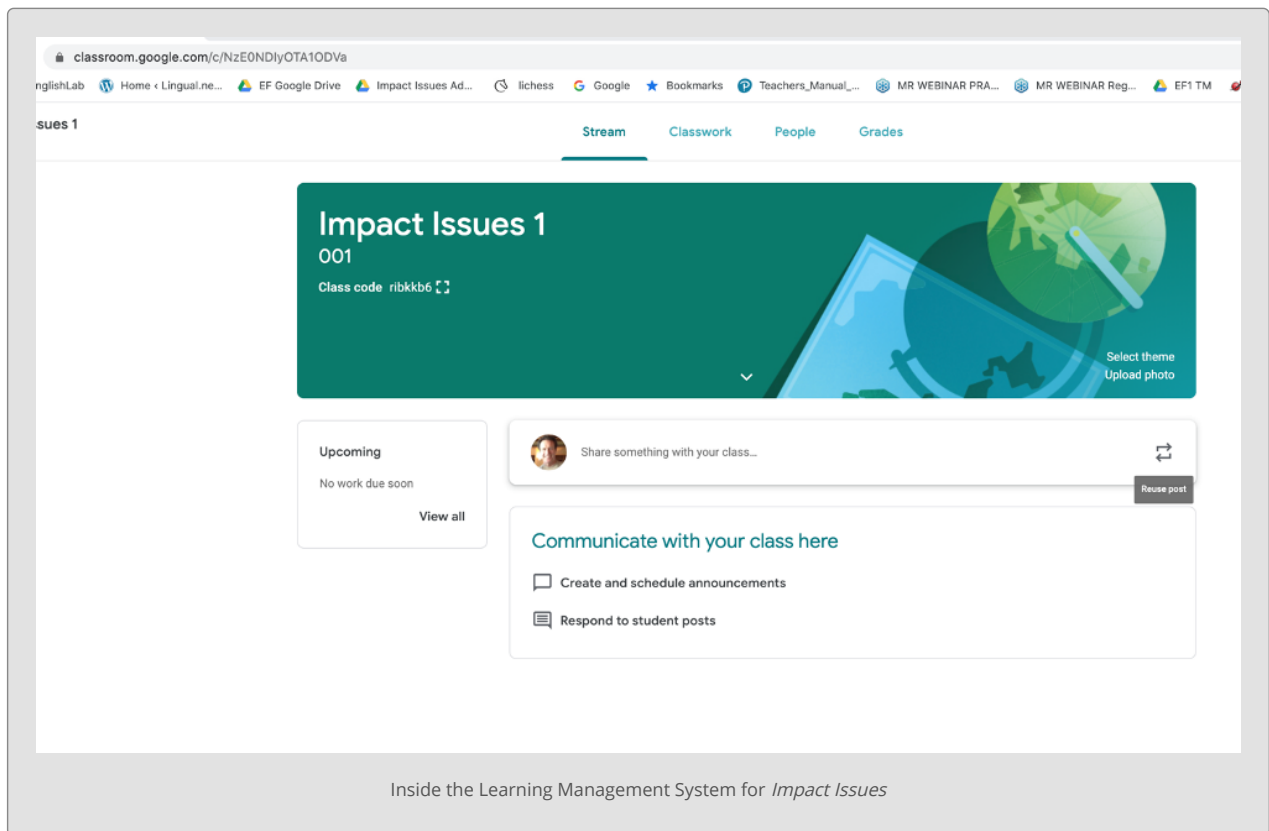 classroom.google.com/c/NzE0NDIyOTA1ODVa
nglishLab Home < Lingual.ne... EF Google Drive Impact Issues Ad... lichess Google Bookmarks Teachers_Manual_... MR WEBINAR PRA... MR WEBINAR Reg... EF1 TM
sues 1 Stream Classwork People Grades
Impact Issues 1
001
Class code ribkkb6
Select theme
Upload photo
Upcoming
No work due soon
View all
Share something with your class...
Reuse post
Communicate with your class here
Create and schedule announcements
Respond to student posts
Inside the Learning Management System for Impact Issues